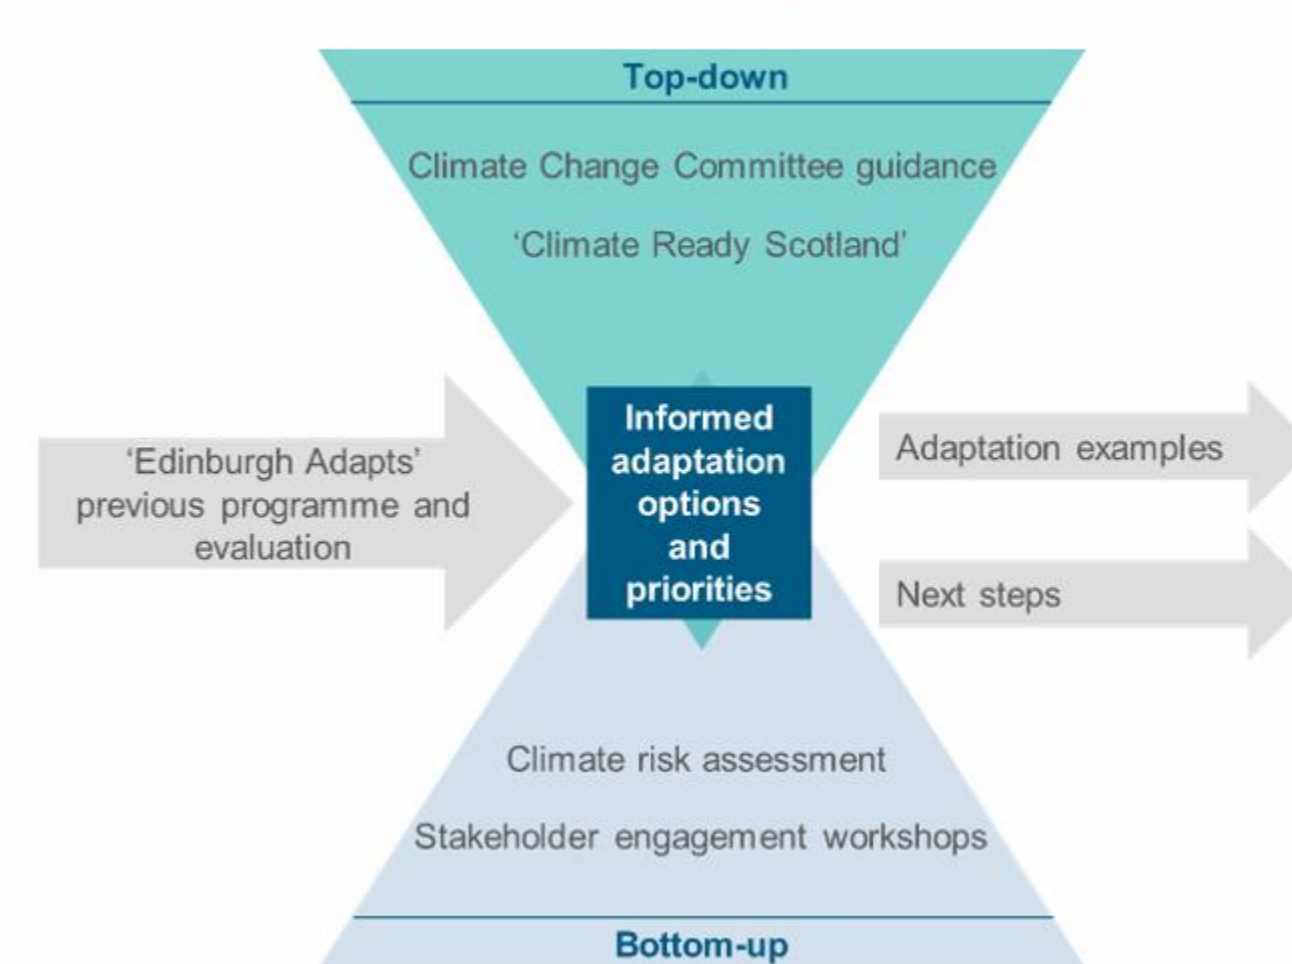 Top-down
Climate Change Committee guidance
‘Climate Ready Scotland’
‘Edinburgh Adapts’
previous programme and
evaluation
Informed
adaptation
options
and
priorities
Adaptation examples
Next steps
Climate risk assessment
Stakeholder engagement workshops
Bottom-up